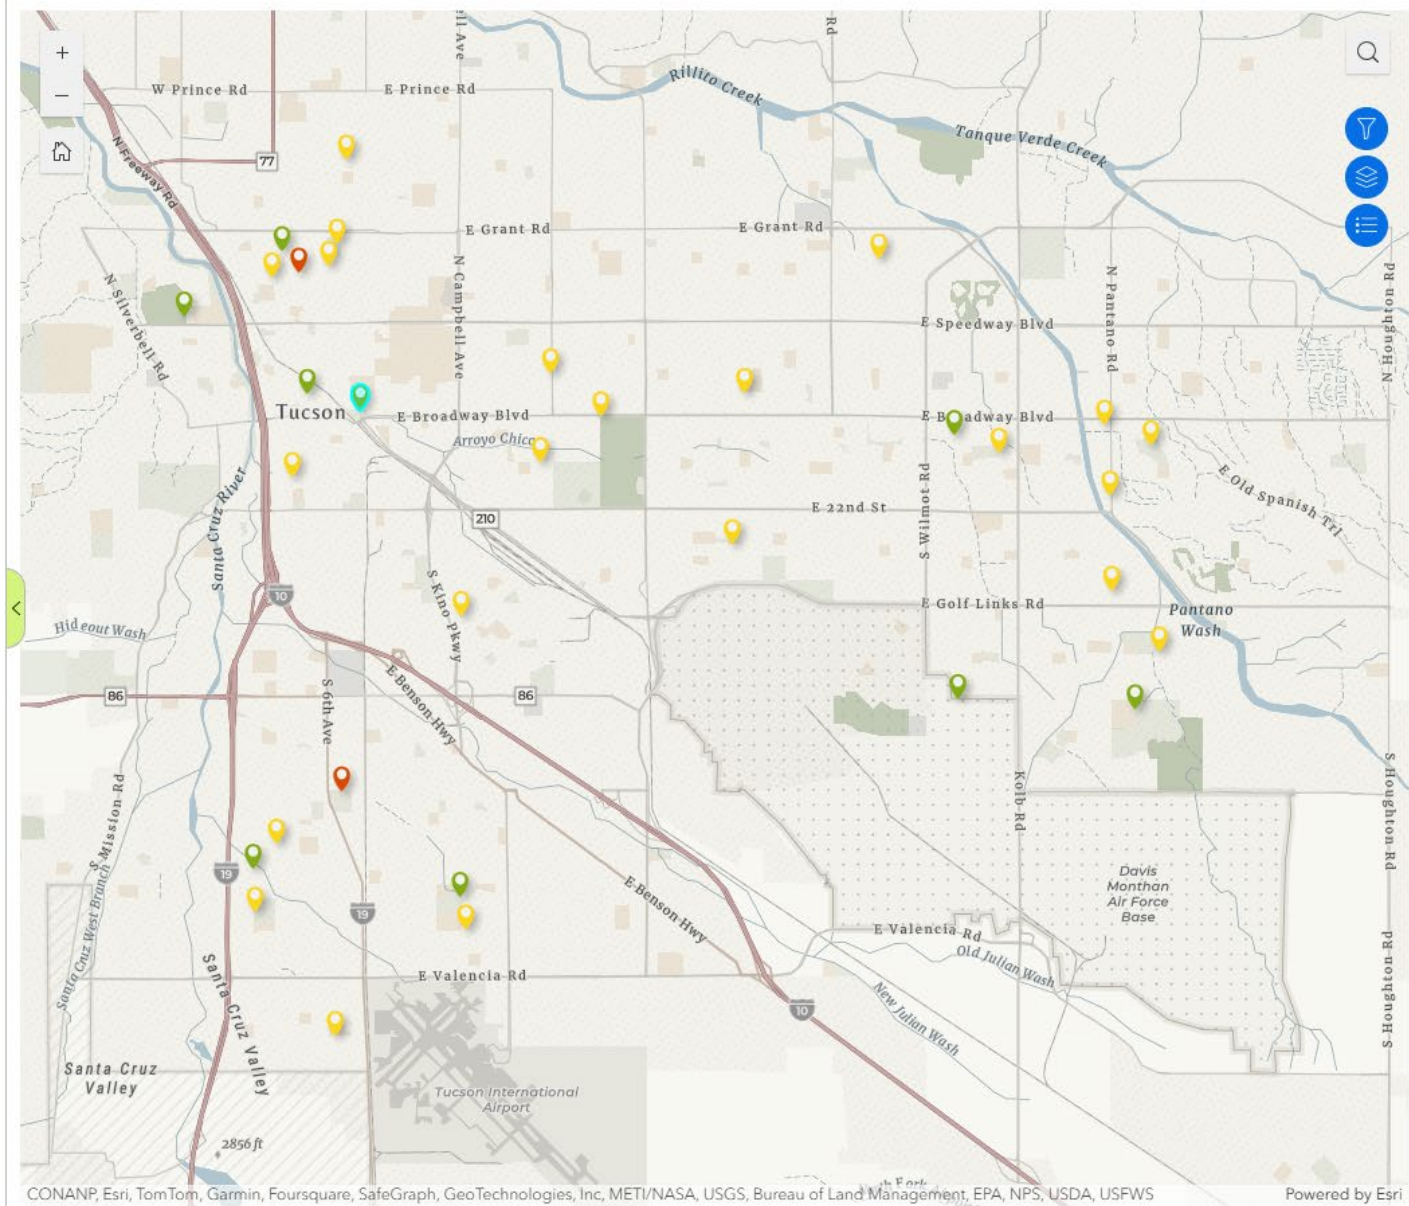 ll Ave
Rd
+
−
W Prince Rd
E Prince Rd
Rillito Creek
Tanque Verde Creek
N Freeway Rd
77
E Grant Rd
E Grant Rd
N Silverbell Rd
N Campbell Ave
N Pantano Rd
N Houghton Rd
E Speedway Blvd
Tucson
E Broadway Blvd
E B adway Blvd
Arroyo Chico
Santa Cruz River
S Wilmot Rd
E Old Spanish Trl
E 22nd St
210
10
S Kino Pkwy
E Golf Links Rd
Pantano
Wash
Hideout Wash
86
86
S 6th Ave
E Benson Hwy
S Mission Rd
Kolb Rd
S Houghton Rd
19
Santa Cruz West Branch
Davis
Monthan
Air Force
Base
19
E Benson Hwy
E Valencia Rd
Old Julian Wash
S Houghton Rd
E Valencia Rd
Santa Cruz Valley
New Julian Wash
10
Santa Cruz
Valley
Tucson International
Airport
2856 ft
CONANP, Esri, TomTom, Garmin, Foursquare, SafeGraph, GeoTechnologies, Inc, METI/NASA, USGS, Bureau of Land Management, EPA, NPS, USDA, USFWS
Powered by Esri